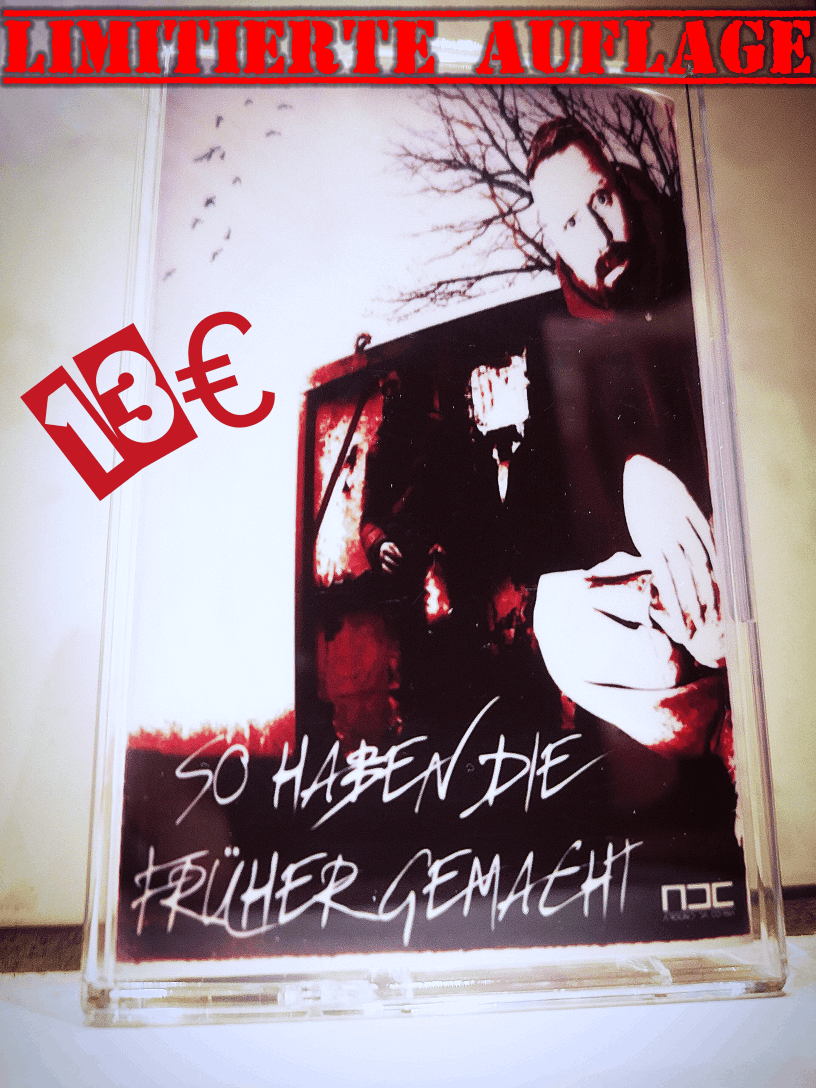 LIMITIERTE AUFLAGE
13€
SO HABEN DIE
FRÜHER GEMACHT